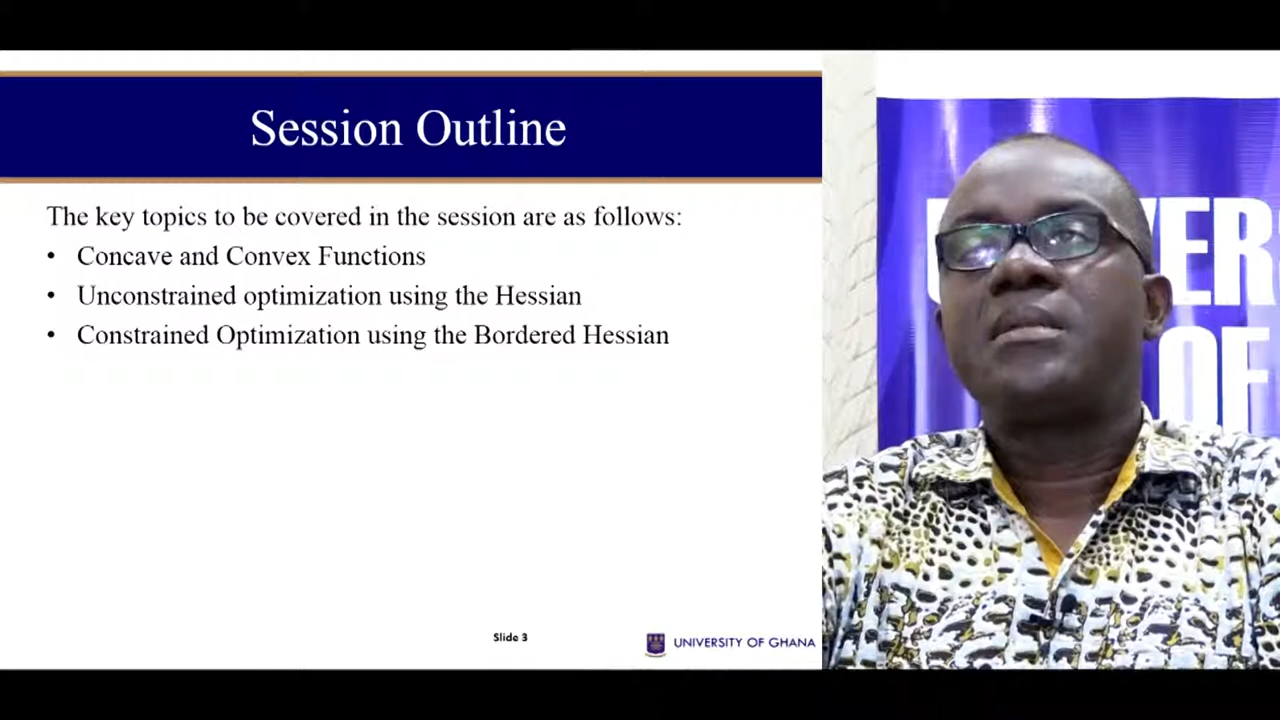 Session Outline
The key topics to be covered in the session are as follows:
• Concave and Convex Functions
• Unconstrained optimization using the Hessian
• Constrained Optimization using the Bordered Hessian
Slide 3
UNIVERSITY OF GHANA
OF